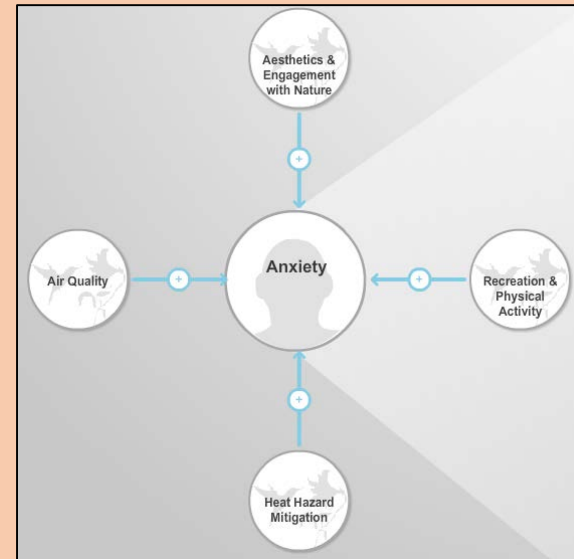 Aesthetics &
Engagement
with Nature
+
Air Quality
+
Anxiety
+
Recreation &
Physical
Activity
+
Heat Hazard
Mitigation